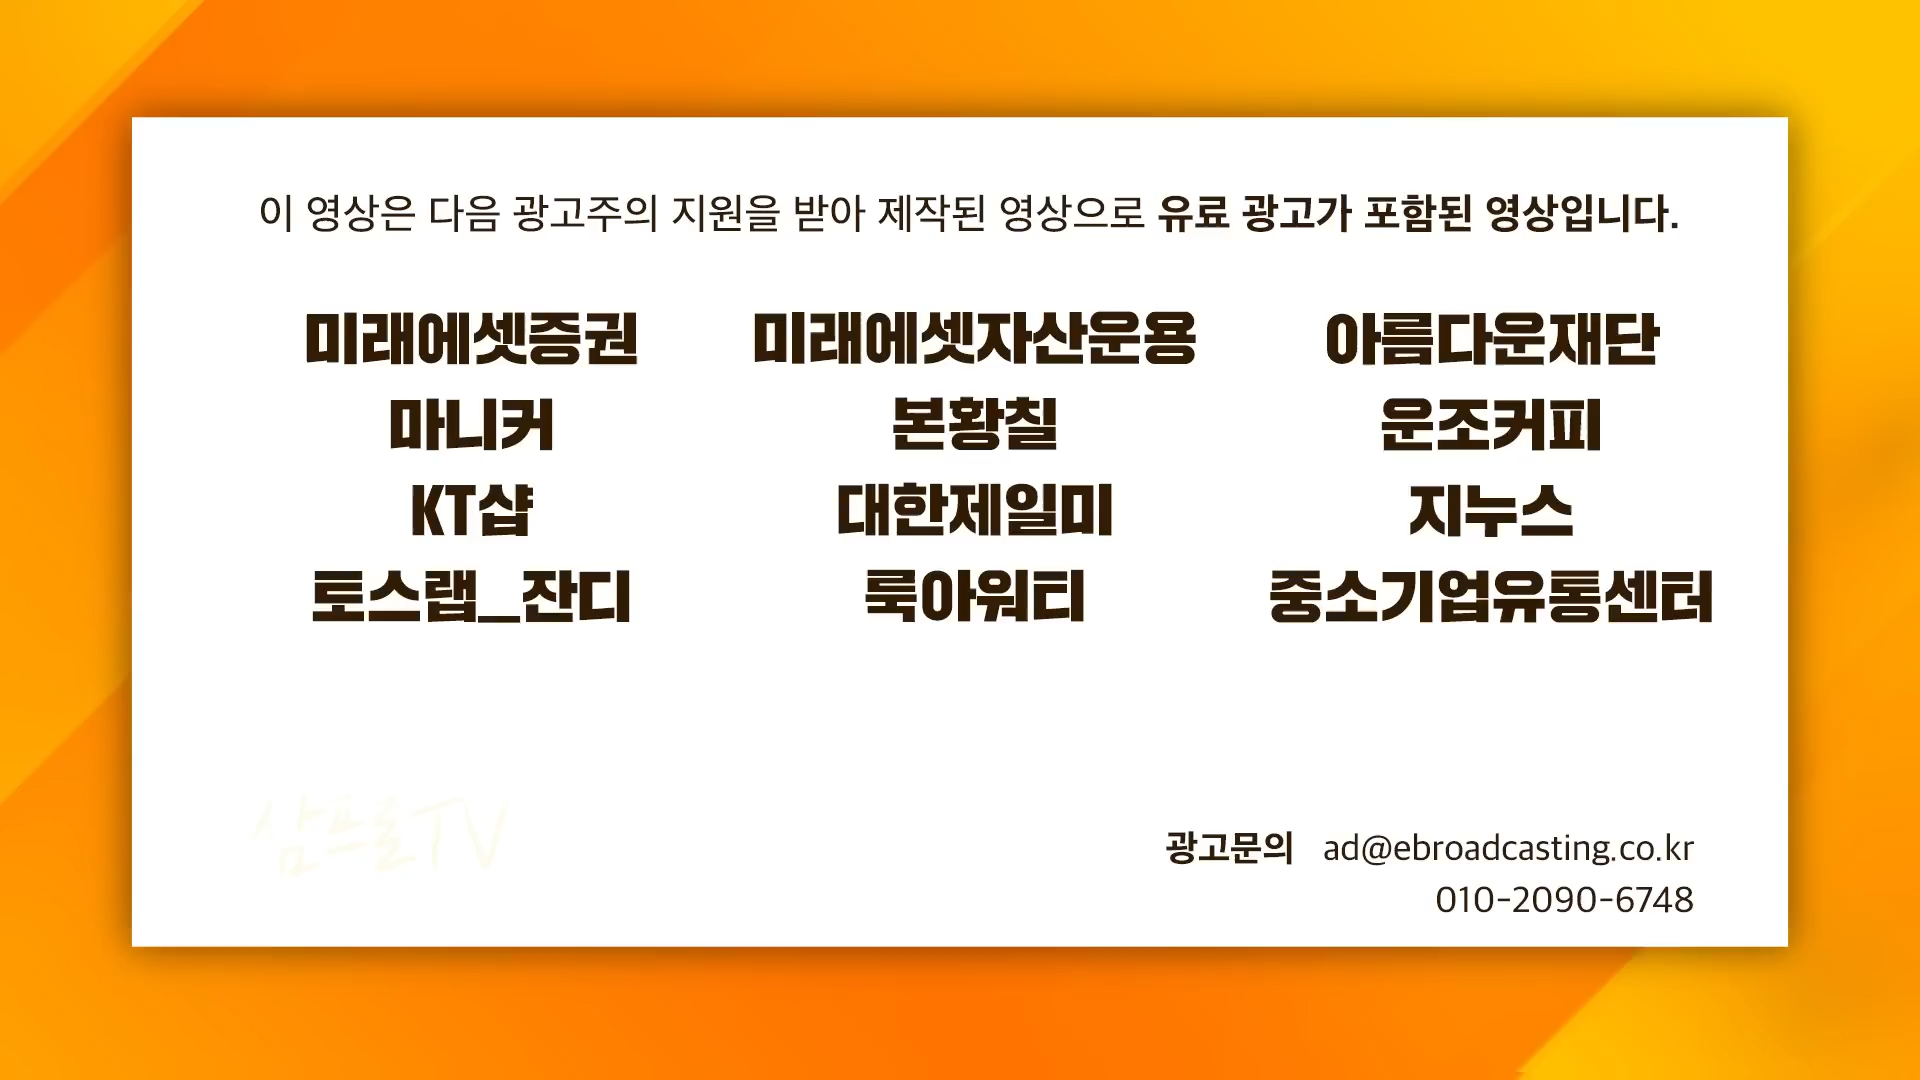 이 영상은 다음 광고주의 지원을 받아 제작된 영상으로 유료 광고가 포함된 영상입니다.
미래에셋증권 미래에셋자산운용 아름다운재단
마니커 본황칠 운조커피
KT샵 대한제일미 지누스
토스랩_잔디 룩아워티 중소기업유통센터
삼프로TV
광고문의 ad@ebroadcasting.co.kr
010-2090-6748